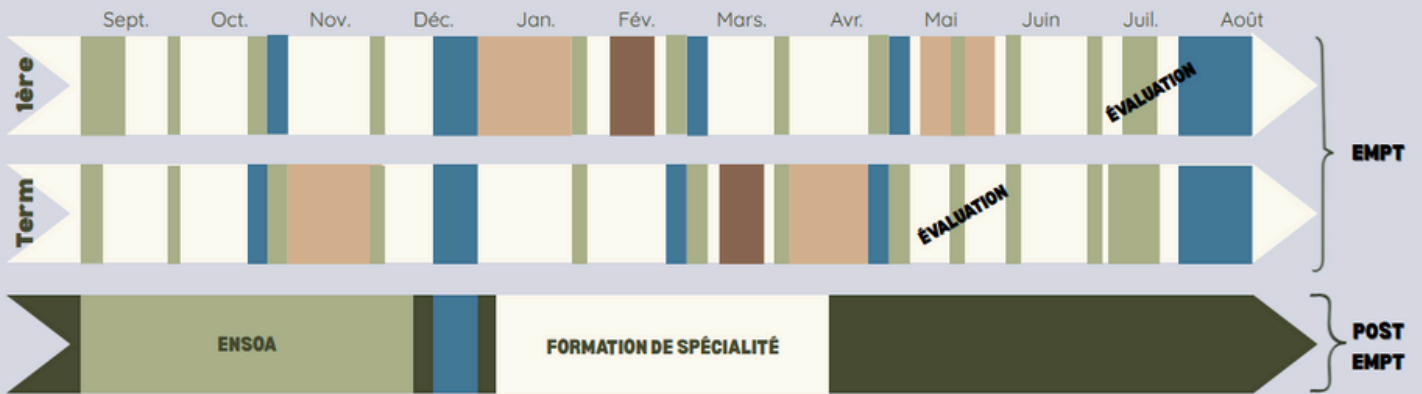 Sept. Oct. Nov. Déc. Jan. Fév. Mars. Avr. Mai Juin Juil. Août
1ère
ÉVALUATION
EMPT
Term
ÉVALUATION
ENSOA
FORMATION DE SPÉCIALITÉ
POST
EMPT